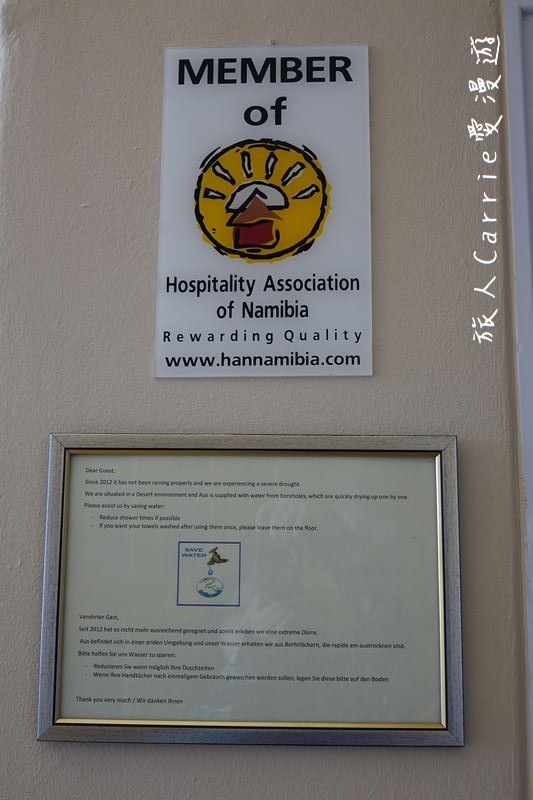 MEMBER
of
Hospitality Association
of Namibia
Rewarding Quality
www.hannamibia.com
旅人Carrie愛漫遊
Dear Guest,
Since 2012 it has not been raining properly and we are experiencing a severe drought.
We are situated in a Desert environment and Aus is supplied with water from boreholes, which are quickly drying up one by one.
Please assist us by saving water:
- Reduce shower times if possible
- If you want your towels washed after using them once, please leave them on the floor.
SAVE
WATER
Verehrter Gast,
Seit 2012 hat es nicht mehr ausreichend geregnet und somit erleben wir eine extreme Dürre.
Aus befindet sich in einer ariden Umgebung und unser Wasser erhalten wir aus Borhrlöchern, die rapide am austrocknen sind.
Bitte helfen Sie uns Wasser zu sparen:
- Reduzieren Sie wenn möglich Ihre Duschzeiten
- Wenn Ihre Handtücher nach einmaligem Gebrauch gewaschen werden sollen, legen Sie diese bitte auf den Boden
Thank you very much / Wir danken Ihnen